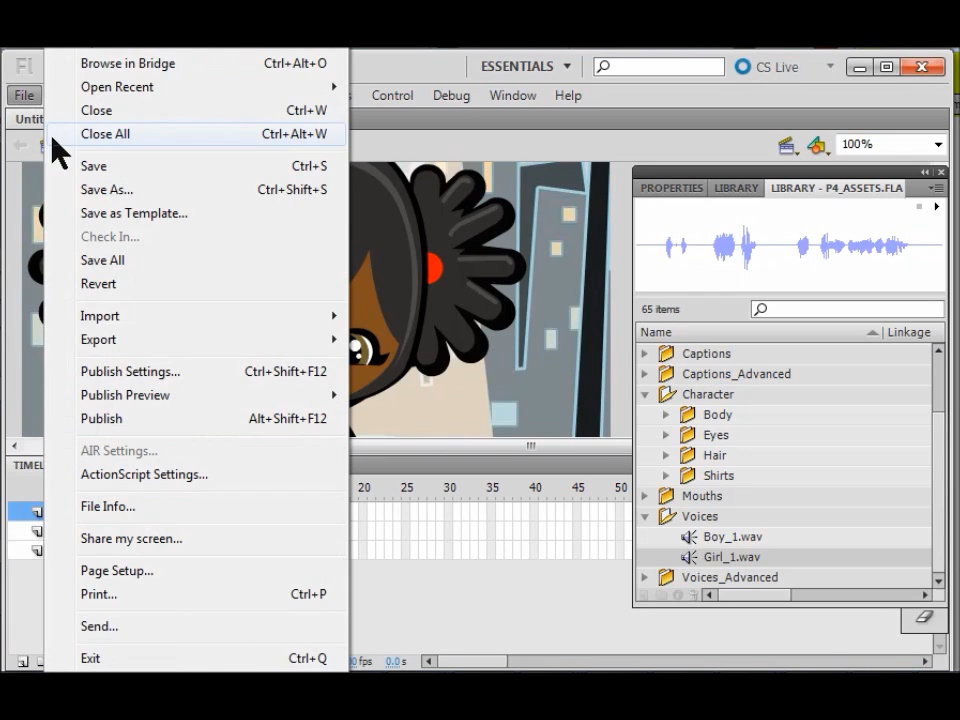 Fl
ESSENTIALS
CS Live
File
Control
Debug
Window
Help
Browse in Bridge Ctrl+Alt+O
Open Recent
Close Ctrl+W
Close All Ctrl+Alt+W
Save Ctrl+S
Save As... Ctrl+Shift+S
Save as Template...
Check In...
Save All
Revert
Import
Export
Publish Settings... Ctrl+Shift+F12
Publish Preview
Publish Alt+Shift+F12
AIR Settings...
ActionScript Settings...
File Info...
Share my screen...
Page Setup...
Print... Ctrl+P
Send...
Exit Ctrl+Q
Untit
100%
PROPERTIES
LIBRARY
LIBRARY - P4_ASSETS.FLA
65 items
Name
Linkage
Captions
Captions_Advanced
Character
Body
Eyes
Hair
Shirts
Mouths
Voices
Boy_1.wav
Girl_1.wav
Voices_Advanced
TIMEL
20 25 30 35 40 45 50
fps 0.0 s